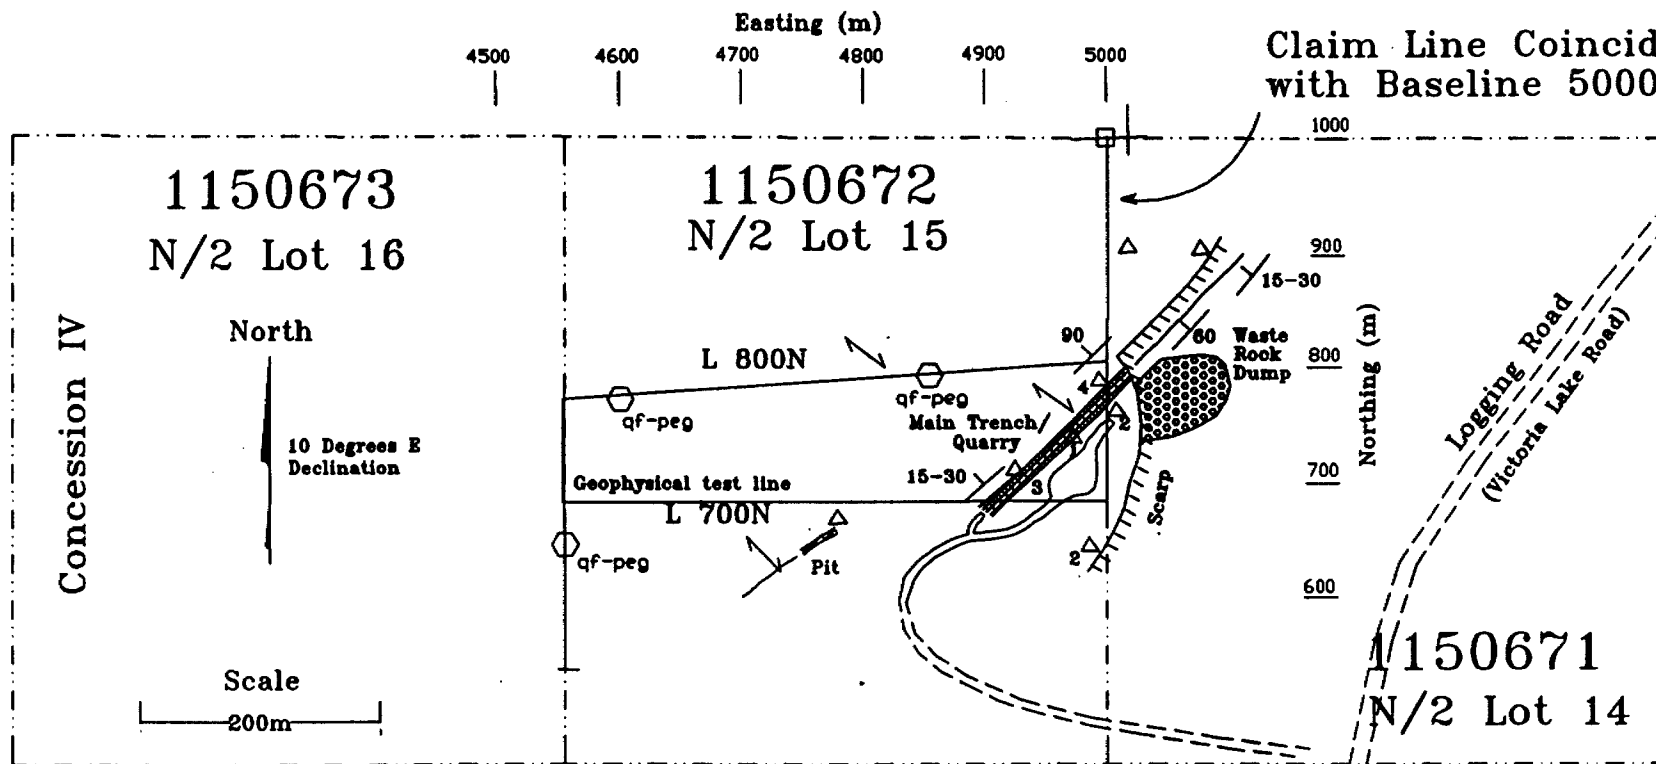 Easting (m)
4500 4600 4700 4800 4900 5000
Claim Line Coincid
with Baseline 5000
1000
1150673
N/2 Lot 16
1150672
N/2 Lot 15
900
15-30
North
Concession IV
10 Degrees E
Declination
L 800N
90
60
Waste
Rock
Dump
800
Northing (m)
Logging Road
(Victoria Lake Road)
qf-peg
qf-peg
Main Trench/
Quarry
2
15-30
3
700
Geophysical test line
L 700N
Scarp
qf-peg
Pit
2
600
Scale
200m
1150671
N/2 Lot 14